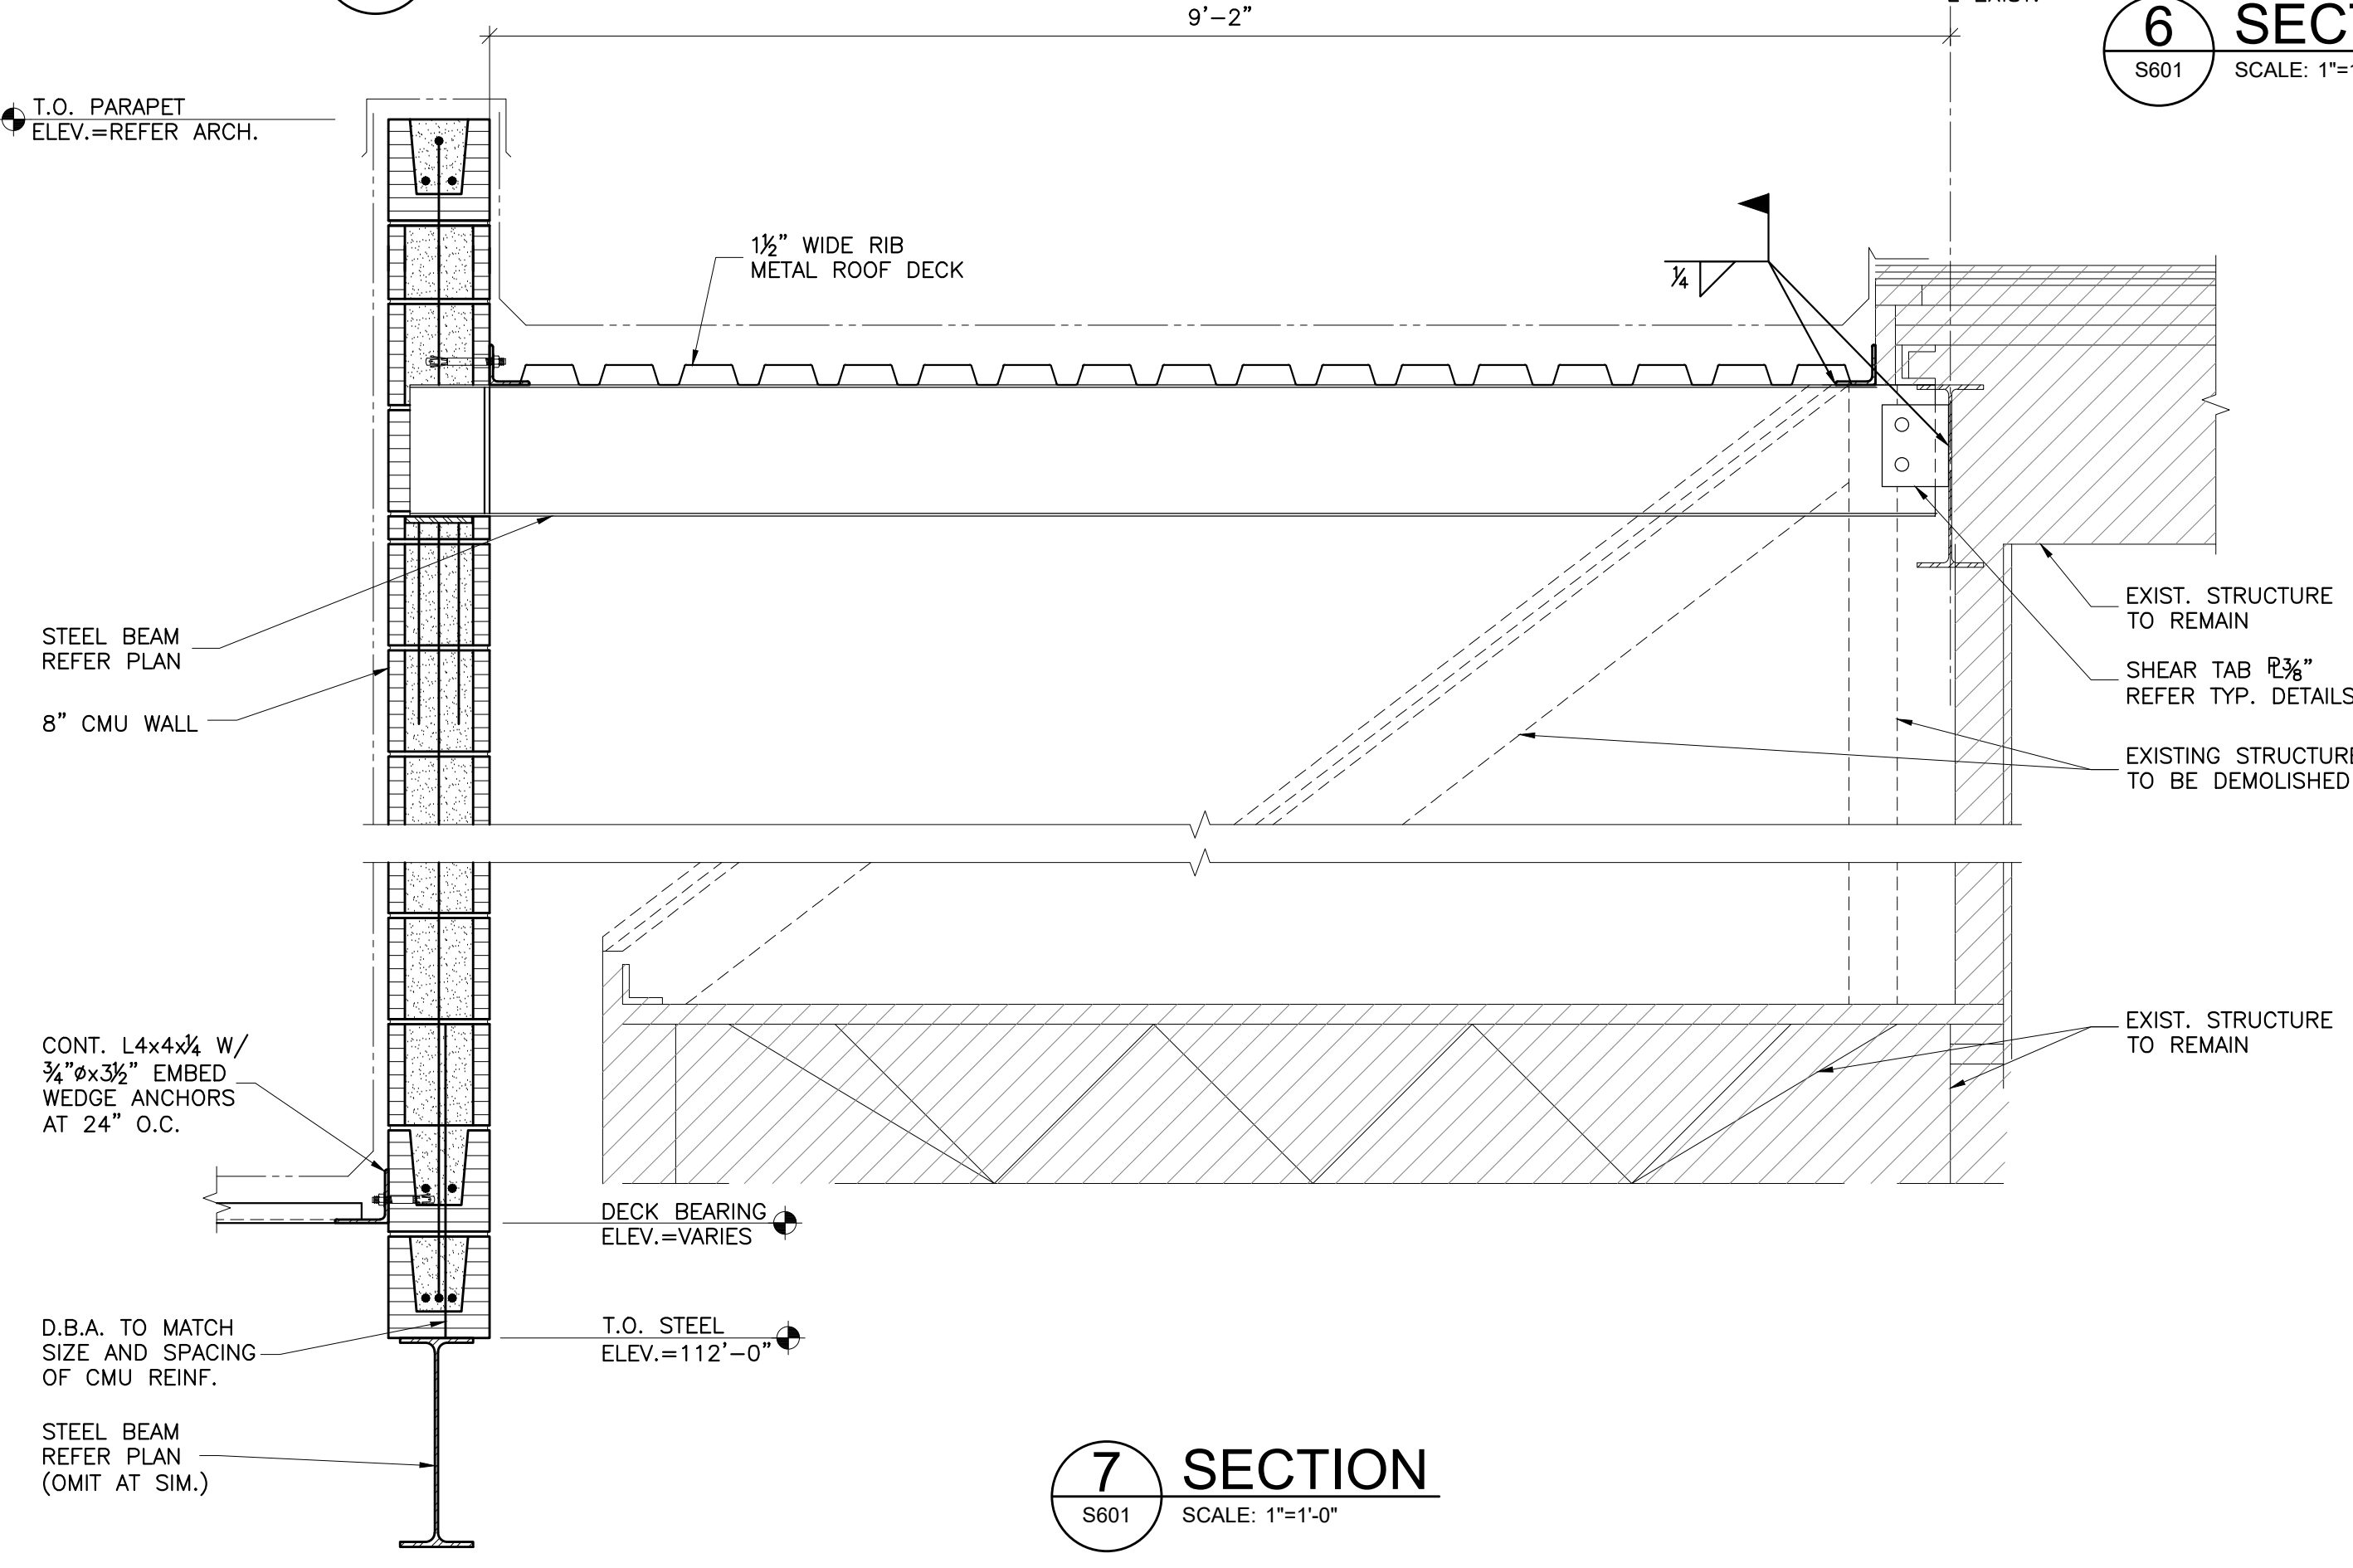 9'-2"
6
S601
T.O. PARAPET
ELEV.=REFER ARCH.
1½" WIDE RIB
METAL ROOF DECK
¼
STEEL BEAM
REFER PLAN
8" CMU WALL
EXIST. STRUCTURE
TO REMAIN
SHEAR TAB ℄⅜"
REFER TYP. DETAILS
EXISTING STRUCTURE
TO BE DEMOLISHED
CONT. L4x4x¼ W/
¾"øx3½" EMBED
WEDGE ANCHORS
AT 24" O.C.
EXIST. STRUCTURE
TO REMAIN
DECK BEARING
ELEV.=VARIES
D.B.A. TO MATCH
SIZE AND SPACING
OF CMU REINF.
T.O. STEEL
ELEV.=112'-0"
STEEL BEAM
REFER PLAN
(OMIT AT SIM.)
7
S601
SECTION
SCALE: 1"=1'-0"